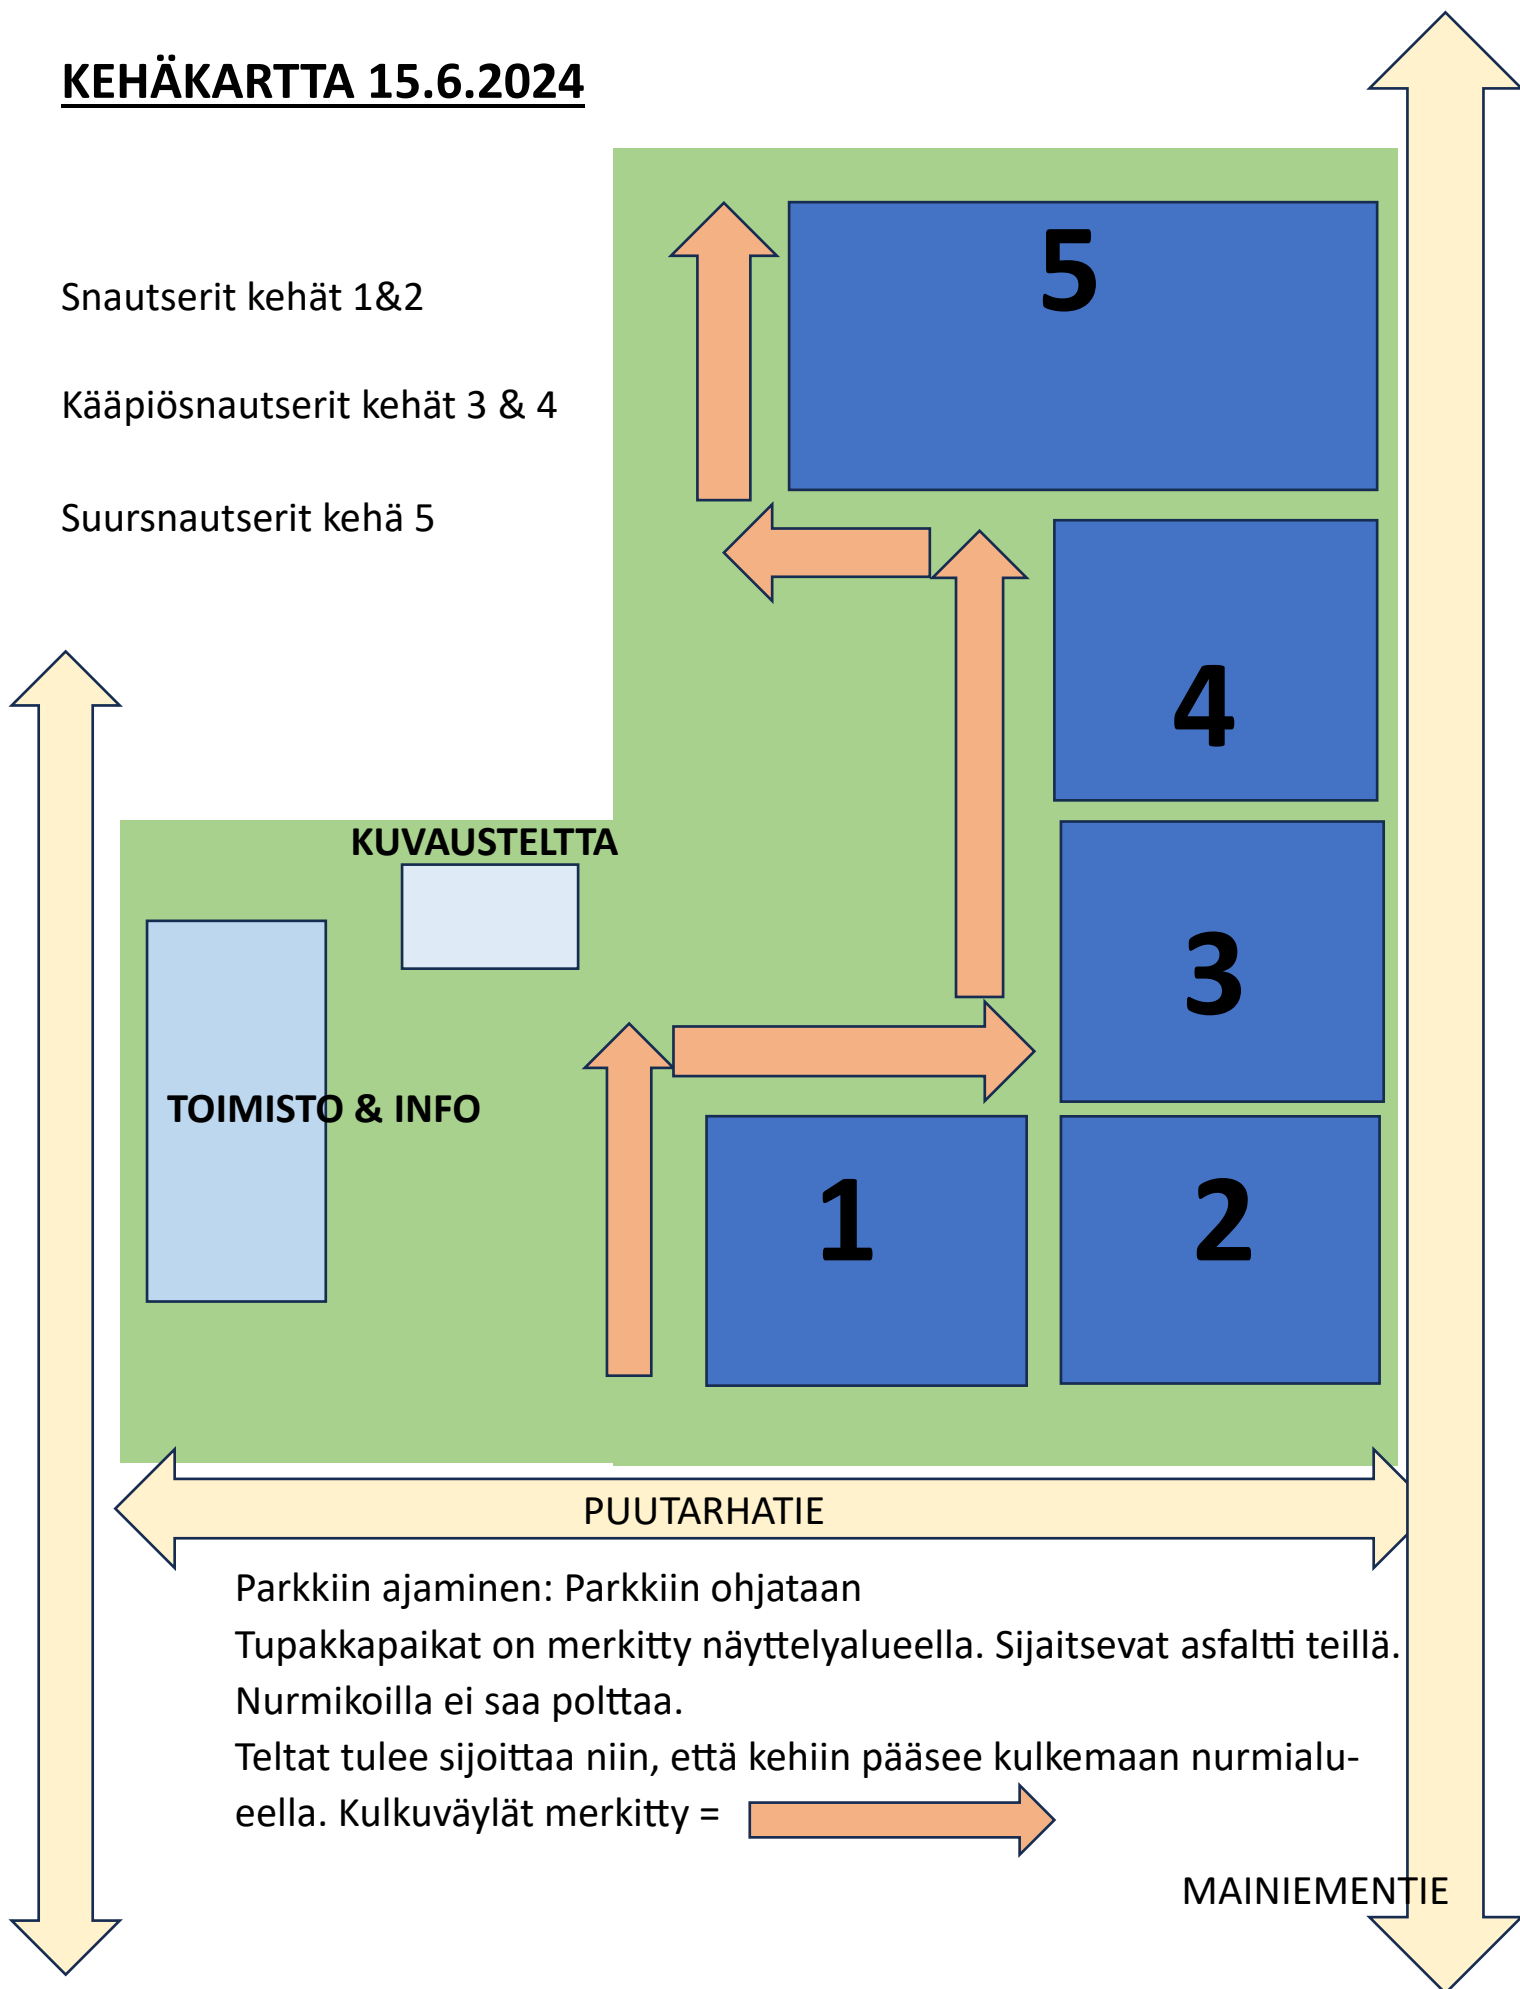 KEHÄKARTTA 15.6.2024
Snautserit kehät 1&2
Kääpiösnautserit kehät 3 & 4
Suursnautserit kehä 5
5
4
KUVAUSTELTTA
3
TOIMISTO & INFO
1
2
PUUTARHATIE
Parkkiin ajaminen: Parkkiin ohjataan
Tupakkapaikat on merkitty näyttelyalueella. Sijaitsevat asfaltti teillä.
Nurmikoilla ei saa polttaa.
Teltat tulee sijoittaa niin, että kehiin pääsee kulkemaan nurmialu-
eella. Kulkuväylät merkitty =
MAINIEMENTIE